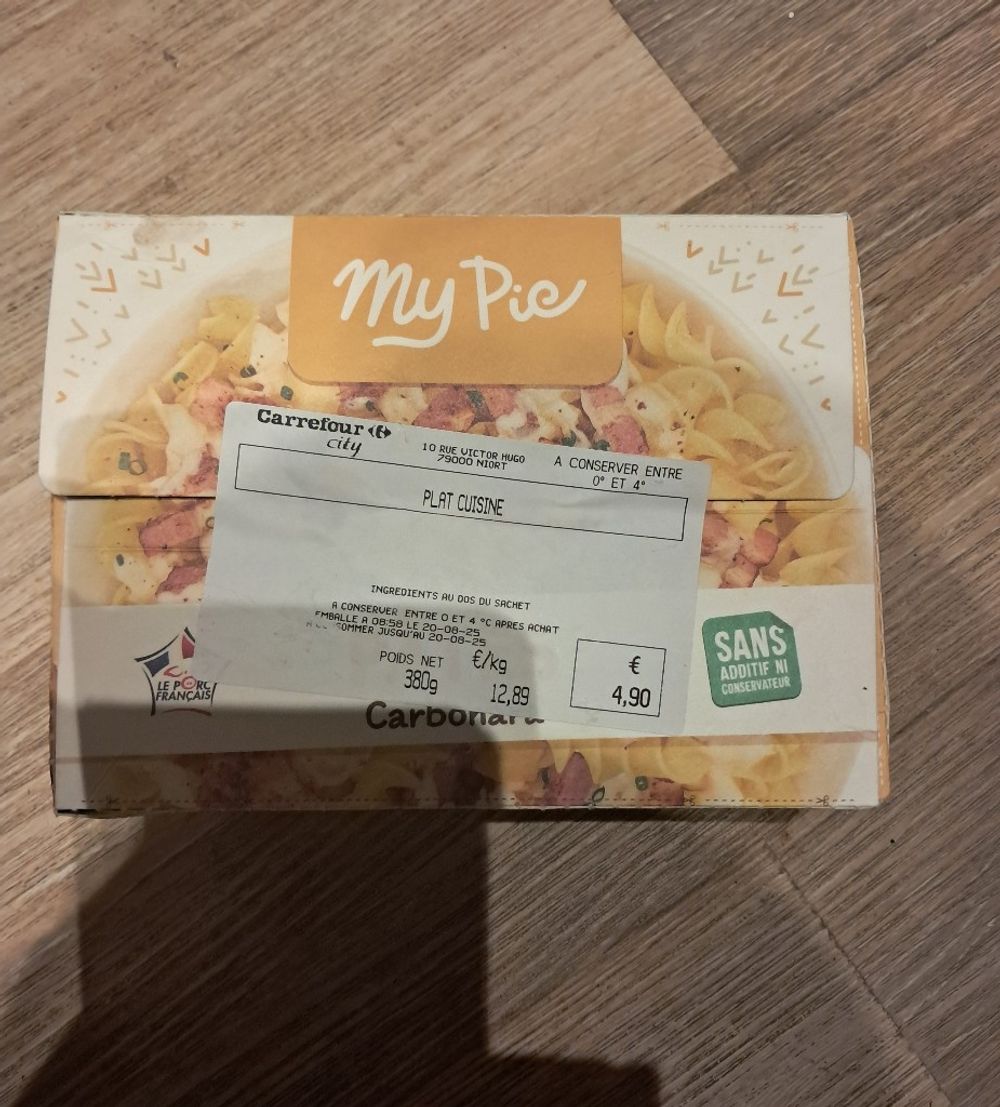 My Pie
Carrefour
city
10 RUE VICTOR HUGO
79000 NIORT
A CONSERVER ENTRE
0° ET 4°
PLAT CUISINE
INGREDIENTS AU DOS DU SACHET
A CONSERVER ENTRE 0 ET 4 °C APRES ACHAT
EMBALLE A 08:58 LE 20-08-25
JUSQU'AU 20-08-25
POIDS NET
380g
€/kg
12,89
€
4,90
LE PORC
FRANÇAIS
Carbonara
SANS
ADDITIF NI
CONSERVATEUR